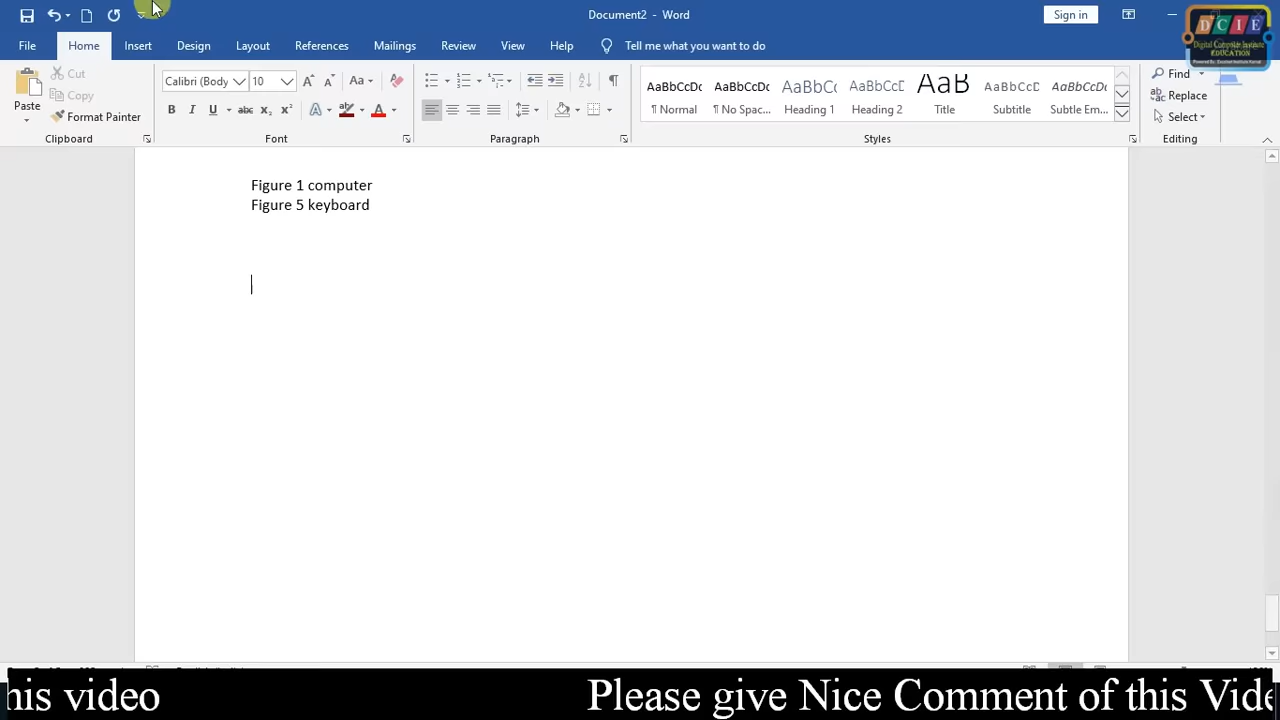 Document2 - Word
Sign in
DCIE
EDUCATION
File Home Insert Design Layout References Mailings Review View Help Tell me what you want to do
Paste
Cut
Copy
Format Painter
Clipboard
Calibri (Body 10
Font
Paragraph
AaBbCcDc AaBbCcDc AaBbCc AaBbCcD AaB AaBbCcD AaBbCcDc
¶ Normal ¶ No Spac... Heading 1 Heading 2 Title Subtitle Subtle Em...
Styles
Find
Replace
Select
Editing
Figure 1 computer
Figure 5 keyboard
his video Please give Nice Comment of this Vide